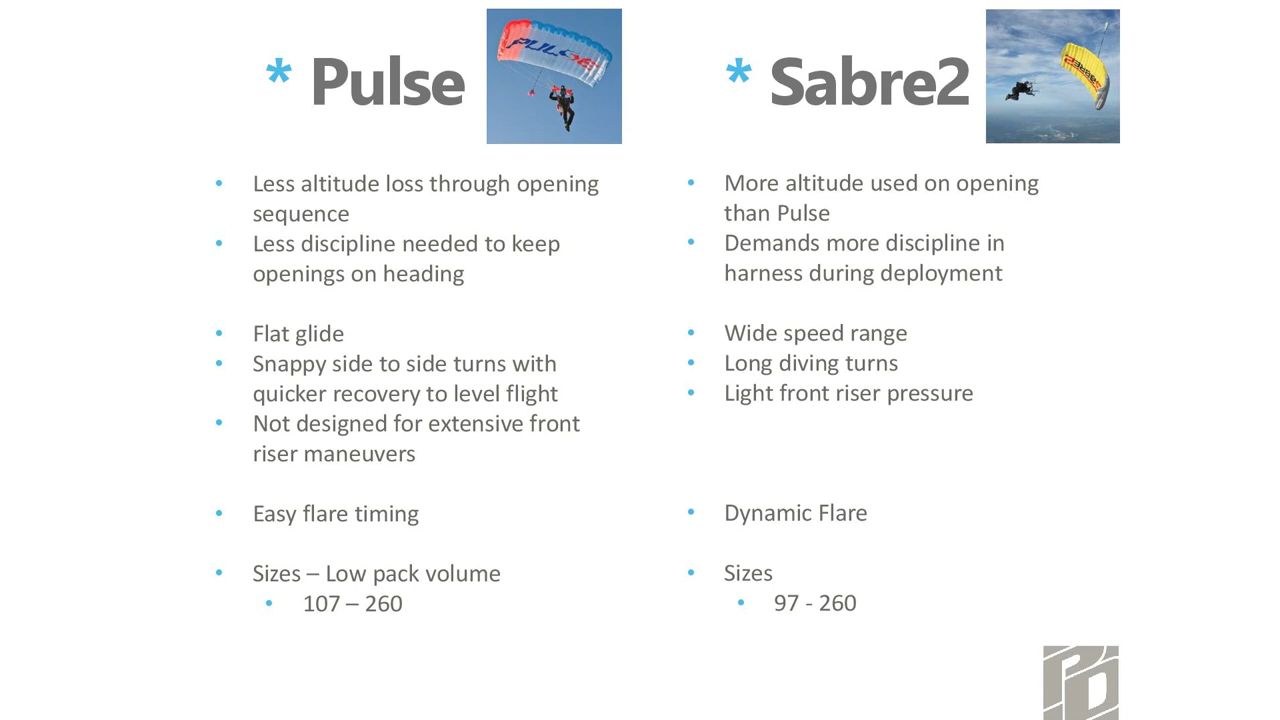 * Pulse
PULSE
Less altitude loss through opening
sequence
Less discipline needed to keep
openings on heading
Flat glide
Snappy side to side turns with
quicker recovery to level flight
Not designed for extensive front
riser maneuvers
Easy flare timing
Sizes – Low pack volume
107 – 260
* Sabre2
SABRE2
More altitude used on opening
than Pulse
Demands more discipline in
harness during deployment
Wide speed range
Long diving turns
Light front riser pressure
Dynamic Flare
Sizes
97 - 260
PD